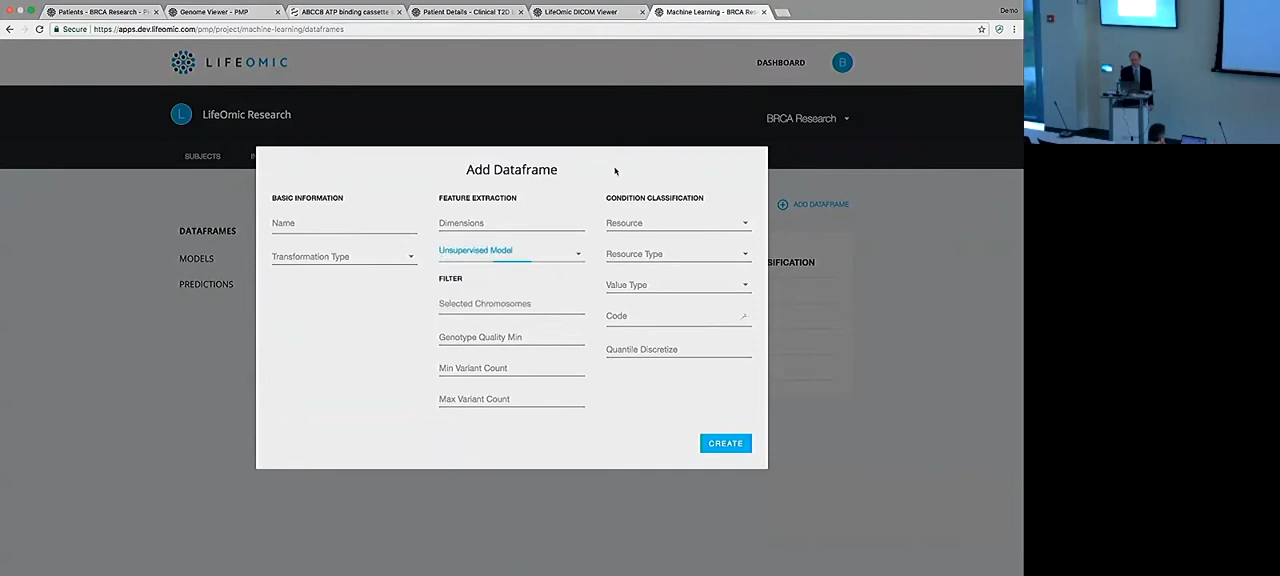 Patients - BRCA Research - P
Genome Viewer - PMP
ABCC8 ATP binding cassette
Patient Details - Clinical T2D
LifeOmic DICOM Viewer
Machine Learning - BRCA Res
Demo
Secure
https://apps.dev.lifeomic.com/pmp/project/machine-learning/dataframes
LIFEOMIC
DASHBOARD
B
L
LifeOmic Research
BRCA Research
SUBJECTS
Add Dataframe
BASIC INFORMATION
Name
Transformation Type
FEATURE EXTRACTION
Dimensions
Unsupervised Model
FILTER
Selected Chromosomes
Genotype Quality Min
Min Variant Count
Max Variant Count
CONDITION CLASSIFICATION
Resource
Resource Type
Value Type
Code
Quantile Discretize
CREATE
DATAFRAMES
MODELS
PREDICTIONS
ADD DATAFRAME
SIFICATION